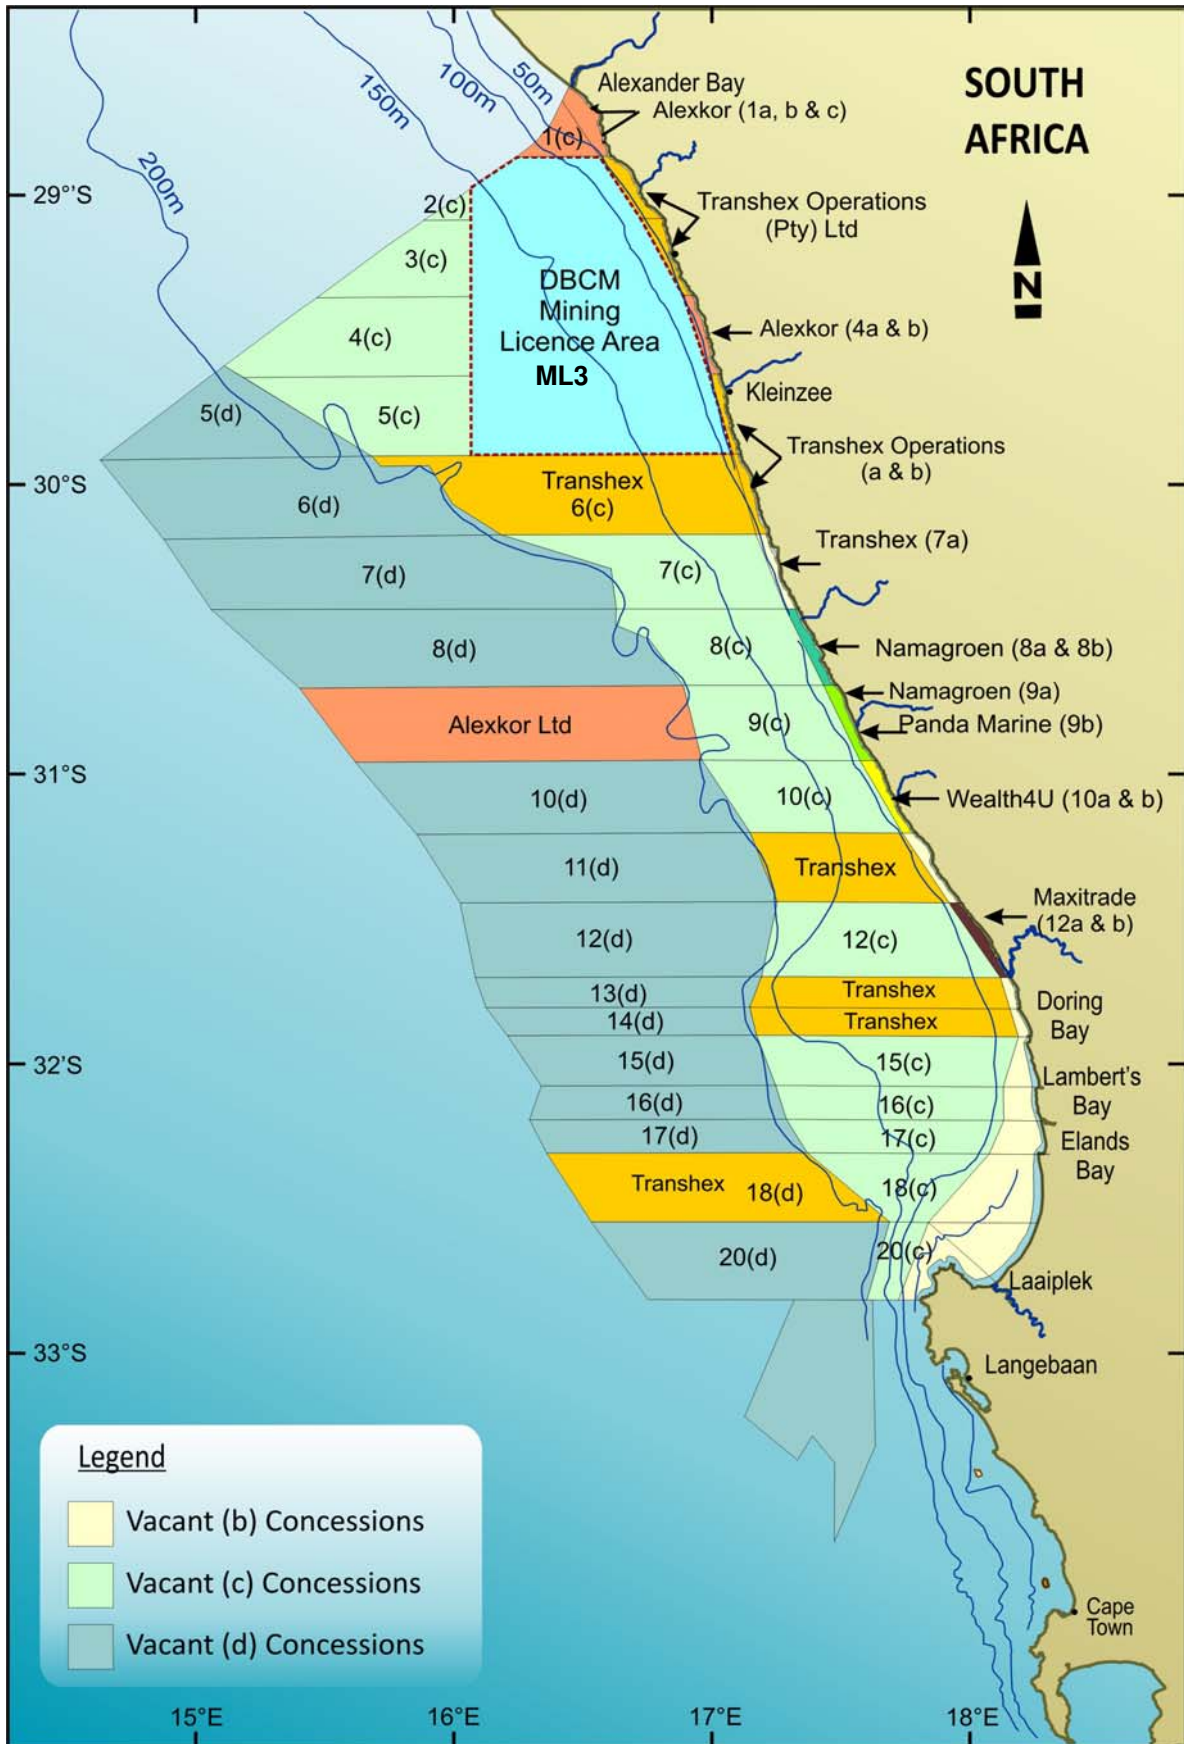 SOUTH
AFRICA
N
50m
100m
150m
200m
Alexander Bay
Alexkor (1a, b & c)
1(c)
29°'S
2(c)
Transhex Operations
(Pty) Ltd
3(c)
DBCM
Mining
Licence Area
ML3
4(c)
Alexkor (4a & b)
Kleinzee
5(d)
5(c)
Transhex Operations
(a & b)
30°S
Transhex
6(c)
6(d)
Transhex (7a)
7(d)
7(c)
8(d)
8(c)
Namagroen (8a & 8b)
Namagroen (9a)
Alexkor Ltd
9(c)
Panda Marine (9b)
31°S
10(d)
10(c)
Wealth4U (10a & b)
11(d)
Transhex
Maxitrade
(12a & b)
12(d)
12(c)
13(d)
Transhex
Doring
Bay
14(d)
Transhex
32°S
15(d)
15(c)
Lambert's
Bay
16(d)
16(c)
17(d)
17(c)
Elands
Bay
Transhex
18(d)
18(c)
20(d)
20(c)
Laaiplek
33°S
Langebaan
Legend
Vacant (b) Concessions
Vacant (c) Concessions
Vacant (d) Concessions
Cape
Town
15°E
16°E
17°E
18°E